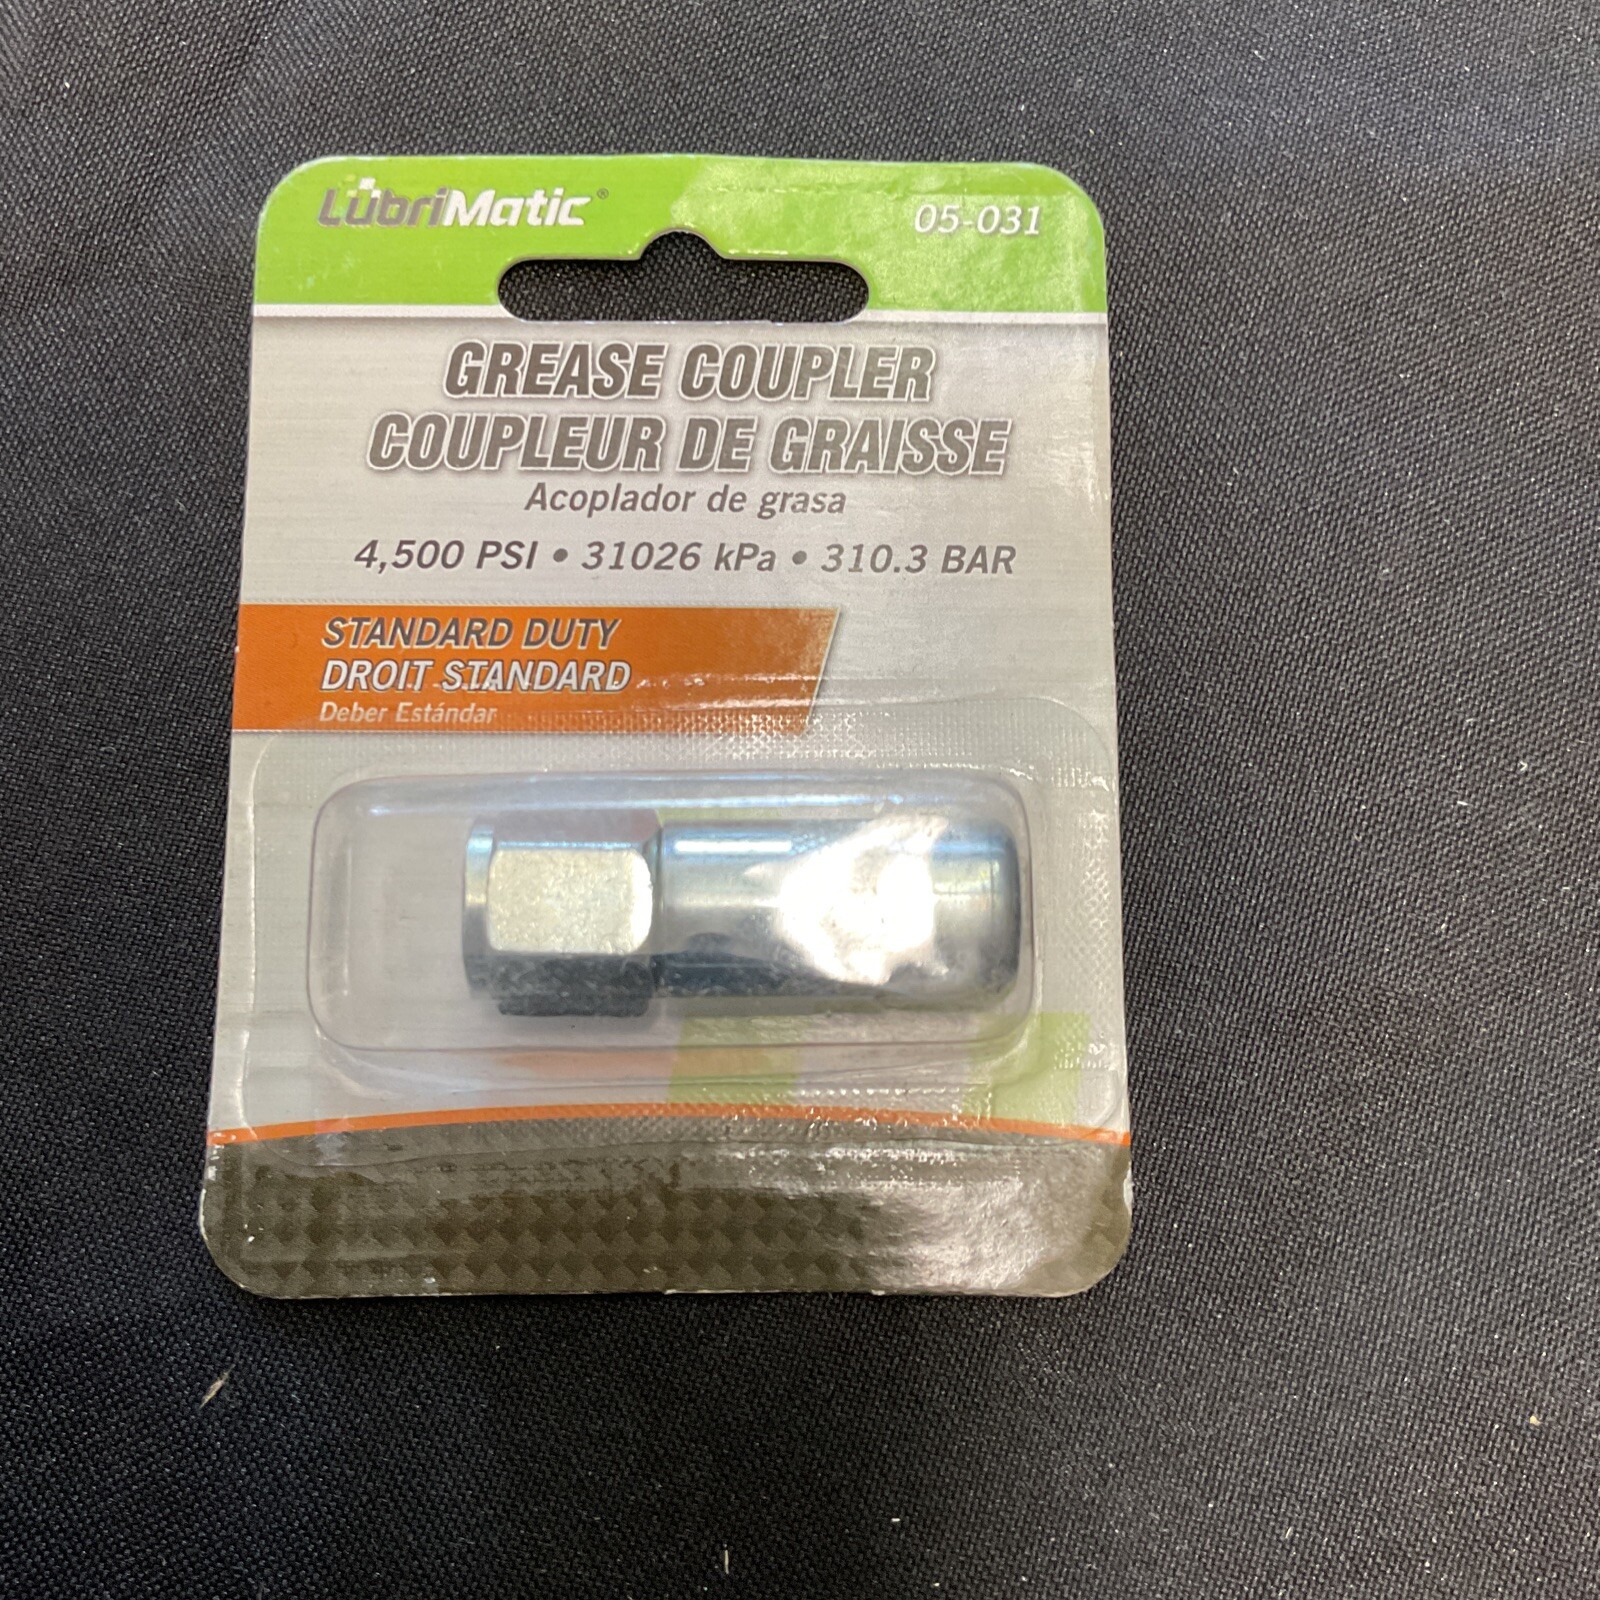 LubriMatic®
05-031
GREASE COUPLER
COUPLEUR DE GRAISSE
Acoplador de grasa
4,500 PSI • 31026 kPa • 310.3 BAR
STANDARD DUTY
DROIT STANDARD
Deber Estándar